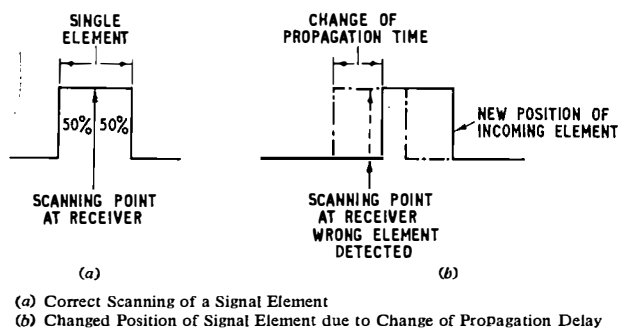 SINGLE
ELEMENT
50% 50%
SCANNING POINT
AT RECEIVER
(a)
CHANGE OF
PROPAGATION TIME
NEW POSITION OF
INCOMING ELEMENT
SCANNING POINT
AT RECEIVER
WRONG ELEMENT
DETECTED
(b)
(a) Correct Scanning of a Signal Element
(b) Changed Position of Signal Element due to Change of Propagation Delay